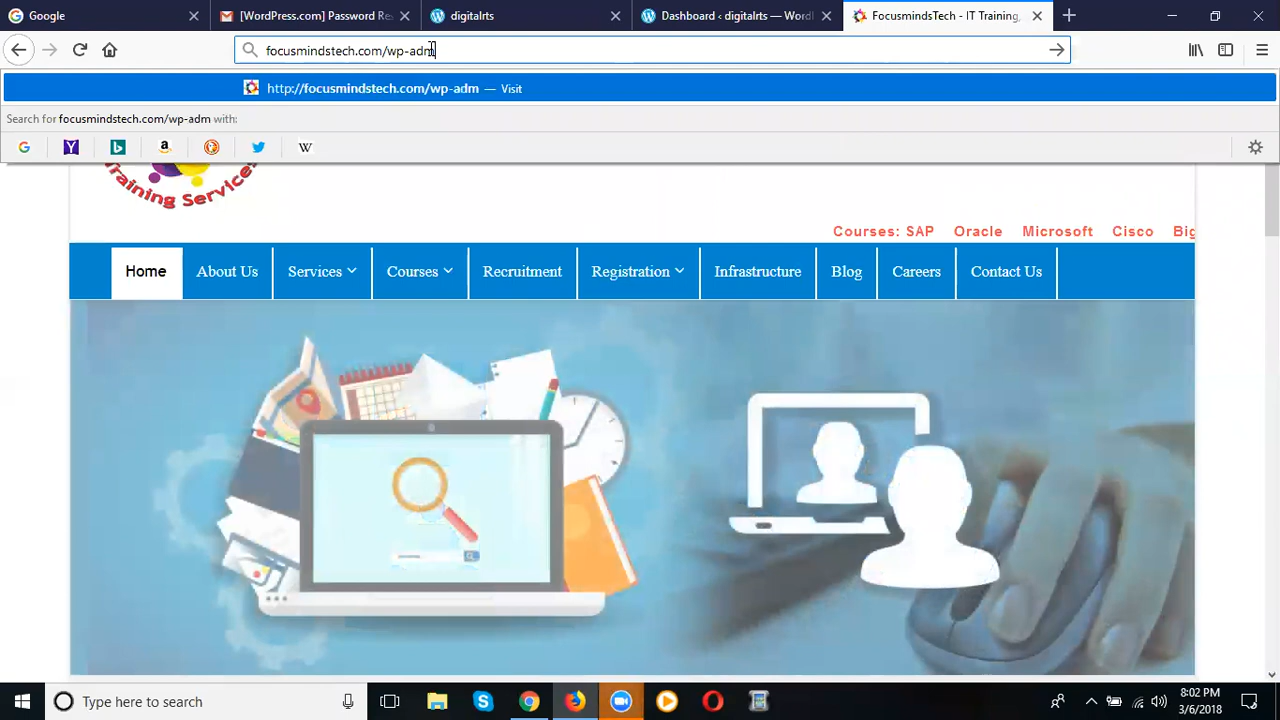 Google
[WordPress.com] Password Re
digitalrts
Dashboard ‹ digitalrts — Word
FocusmindsTech - IT Training,
focusmindstech.com/wp-adm
http://focusmindstech.com/wp-adm — Visit
Search for focusmindstech.com/wp-adm with:
Training Services
Courses: SAP Oracle Microsoft Cisco Big
Home About Us Services Courses Recruitment Registration Infrastructure Blog Careers Contact Us
Type here to search
8:02 PM
3/6/2018